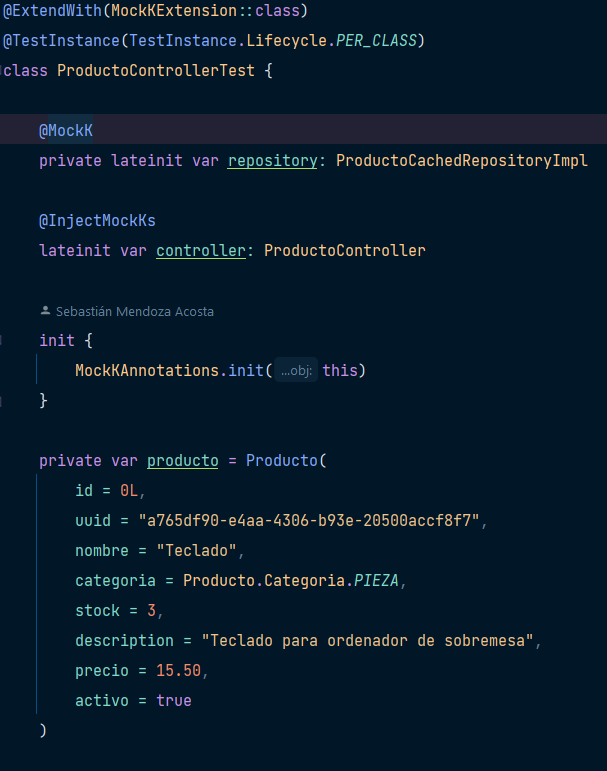 @ExtendWith(MockKExtension::class)
@TestInstance(TestInstance.Lifecycle.PER_CLASS)
class ProductoControllerTest {
@MockK
private lateinit var repository: ProductoCachedRepositoryImpl
@InjectMockKs
lateinit var controller: ProductoController
Sebastián Mendoza Acosta
init {
MockKAnnotations.init( ...obj: this)
}
private var producto = Producto(
id = 0L,
uuid = "a765df90-e4aa-4306-b93e-20500accf8f7",
nombre = "Teclado",
categoria = Producto.Categoria.PIEZA,
stock = 3,
description = "Teclado para ordenador de sobremesa",
precio = 15.50,
activo = true
)